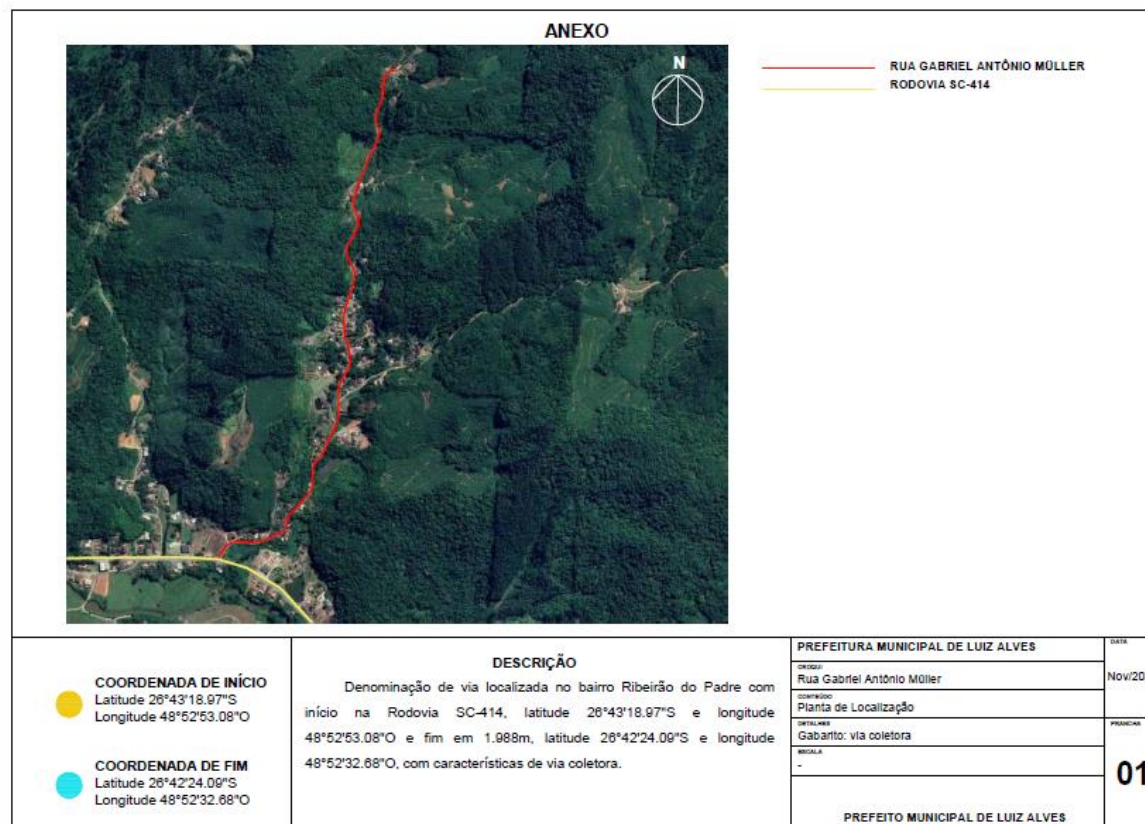 ANEXO
N
RUA GABRIEL ANTÔNIO MÜLLER
RODOVIA SC-414
COORDENADA DE INÍCIO
Latitude 26°43'18.97"S
Longitude 48°52'53.08"O
COORDENADA DE FIM
Latitude 26°42'24.09"S
Longitude 48°52'32.68"O
DESCRIÇÃO
Denominação de via localizada no bairro Ribeirão do Padre com
início na Rodovia SC-414, latitude 26°43'18.97"S e longitude
48°52'53.08"O e fim em 1.988m, latitude 26°42'24.09"S e longitude
48°52'32.68"O, com características de via coletora.
PREFEITURA MUNICIPAL DE LUIZ ALVES
CROQUI
Rua Gabriel Antônio Müller
CONTEÚDO
Planta de Localização
DETALHES
Gabarito: via coletora
ESCALA
-
PREFEITO MUNICIPAL DE LUIZ ALVES
DATA
Nov/20
PRANCHA
01